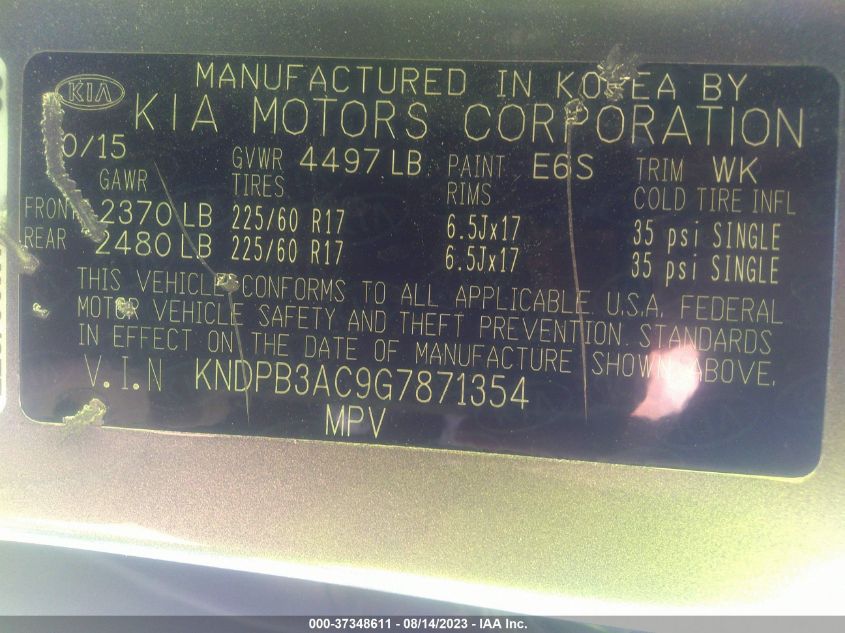 KIA
MANUFACTURED IN KOREA BY
KIA MOTORS CORPORATION
0/15 GVWR 4497 LB PAINT E6S TRIM WK
GAWR TIRES RIMS COLD TIRE INFL
FRONT 2370 LB 225/60 R17 6.5Jx17 35 psi SINGLE
REAR 2480 LB 225/60 R17 6.5Jx17 35 psi SINGLE
THIS VEHICLE CONFORMS TO ALL APPLICABLE U.S.A. FEDERAL
MOTOR VEHICLE SAFETY AND THEFT PREVENTION STANDARDS
IN EFFECT ON THE DATE OF MANUFACTURE SHOWN ABOVE.
V.I.N KNDPB3AC9G7871354
MPV
000-37348611 - 08/14/2023 - IAA Inc.